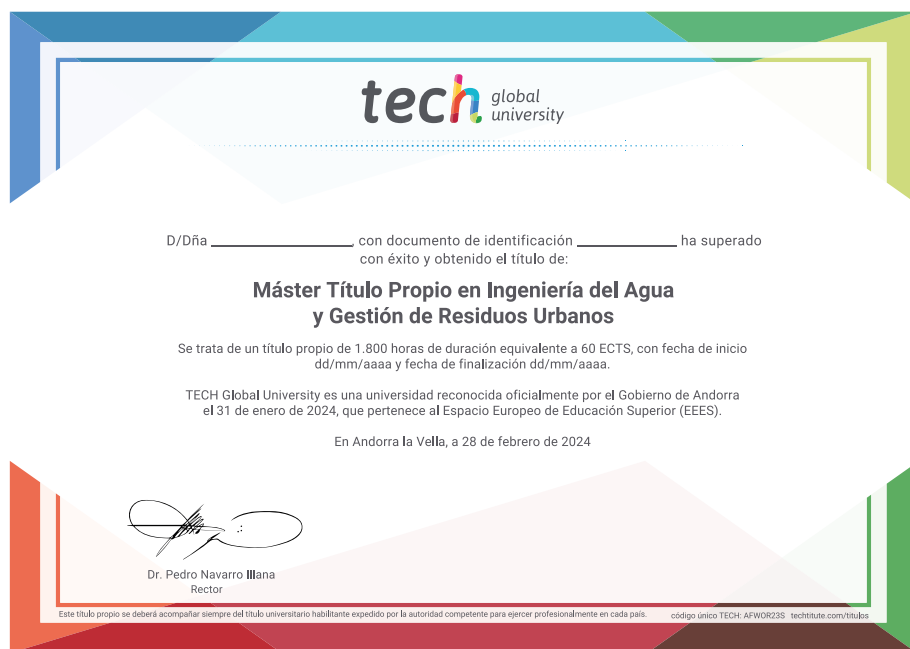 tech global university
D/Dña ______________, con documento de identificación __________ ha superado
con éxito y obtenido el título de:
Máster Título Propio en Ingeniería del Agua
y Gestión de Residuos Urbanos
Se trata de un título propio de 1.800 horas de duración equivalente a 60 ECTS, con fecha de inicio
dd/mm/aaaa y fecha de finalización dd/mm/aaaa.
TECH Global University es una universidad reconocida oficialmente por el Gobierno de Andorra
el 31 de enero de 2024, que pertenece al Espacio Europeo de Educación Superior (EEES).
En Andorra la Vella, a 28 de febrero de 2024
Dr. Pedro Navarro Illana
Rector
Este título propio se deberá acompañar siempre del título universitario habilitante expedido por la autoridad competente para ejercer profesionalmente en cada país. código único TECH: AFWOR23S techtitute.com/titulos